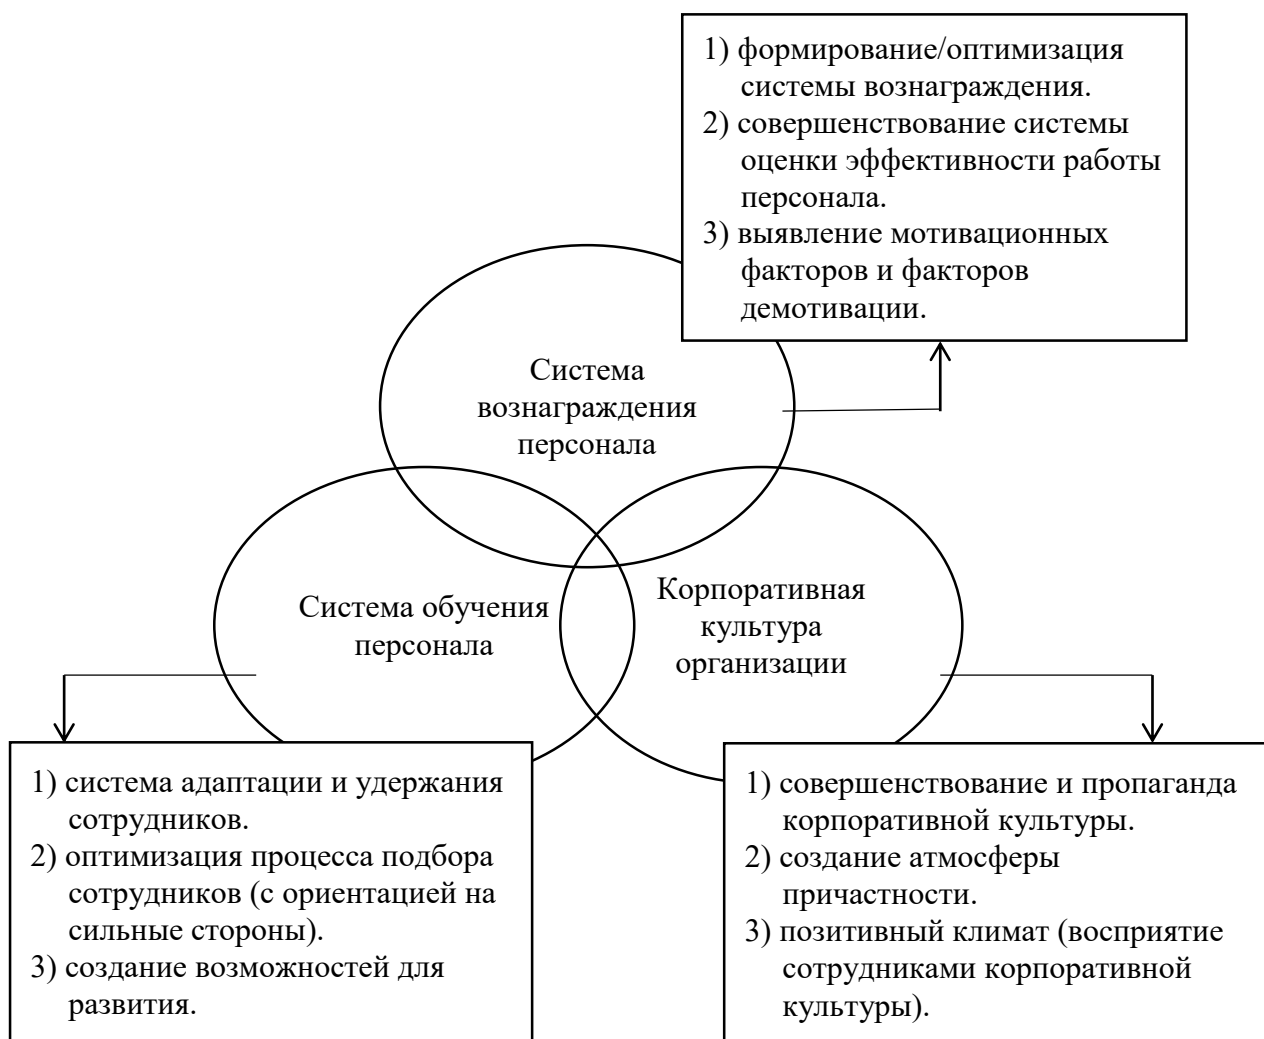 1) формирование/оптимизация
системы вознаграждения.
2) совершенствование системы
оценки эффективности работы
персонала.
3) выявление мотивационных
факторов и факторов
демотивации.
Система
вознаграждения
персонала
Система обучения
персонала
Корпоративная
культура
организации
1) система адаптации и удержания
сотрудников.
2) оптимизация процесса подбора
сотрудников (с ориентацией на
сильные стороны).
3) создание возможностей для
развития.
1) совершенствование и пропаганда
корпоративной культуры.
2) создание атмосферы
причастности.
3) позитивный климат (восприятие
сотрудниками корпоративной
культуры).